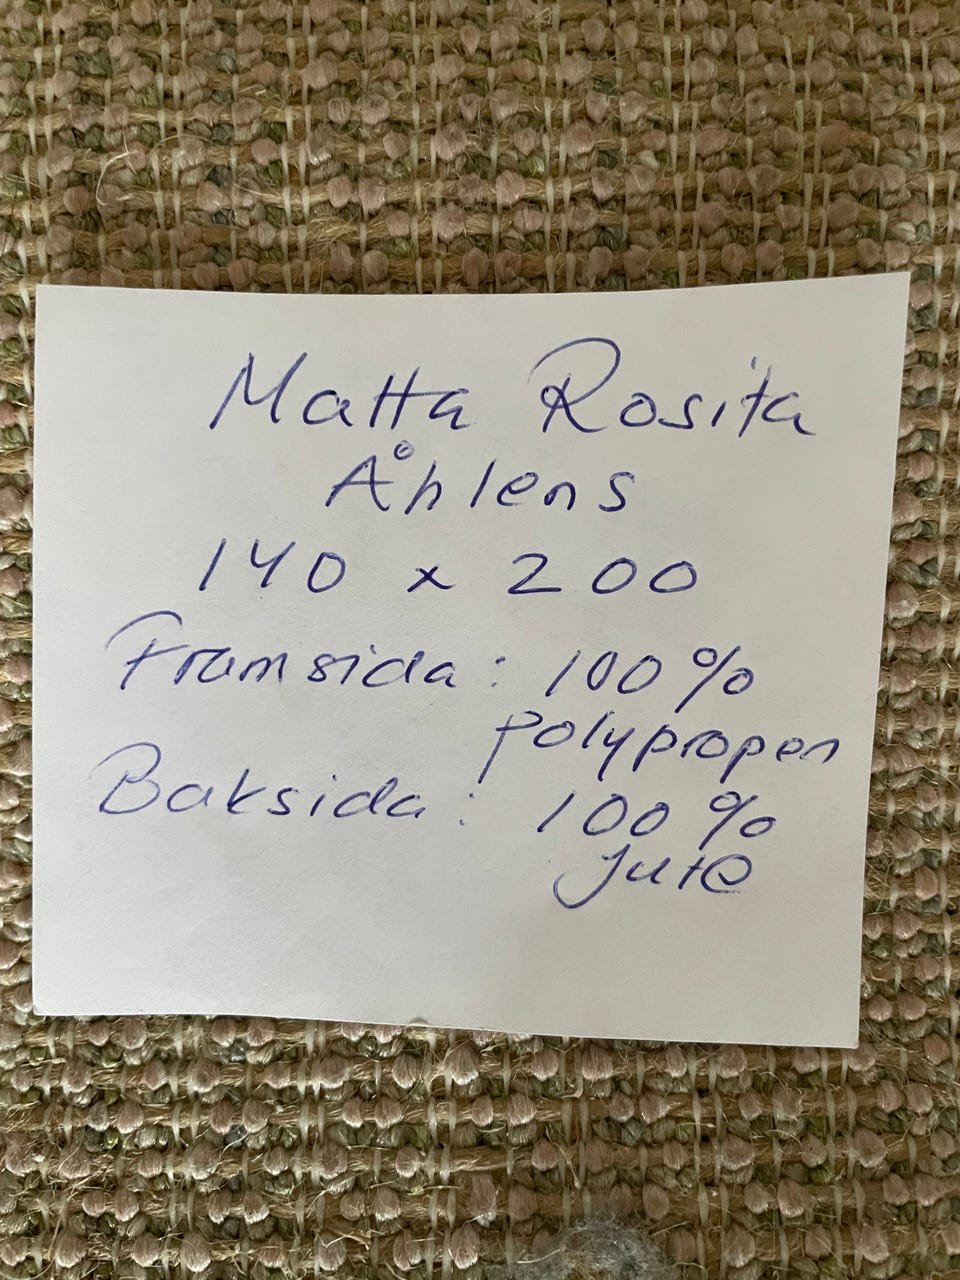 Matta Rosita
Åhlens
140 x 200
Framsida: 100%
polypropen
Baksida: 100%
jute